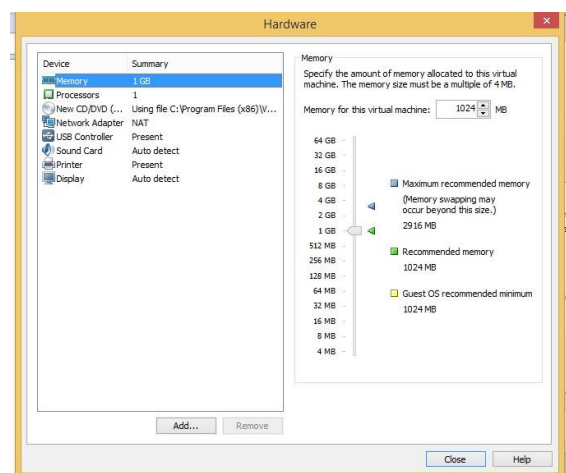 Hardware
Device Summary
Memory 1 GB
Processors 1
New CD/DVD (... Using file C:\Program Files (x86)\V...
Network Adapter NAT
USB Controller Present
Sound Card Auto detect
Printer Present
Display Auto detect
Add... Remove
Memory
Specify the amount of memory allocated to this virtual
machine. The memory size must be a multiple of 4 MB.
Memory for this virtual machine: 1024 MB
64 GB
32 GB
16 GB
8 GB
4 GB
2 GB
1 GB
512 MB
256 MB
128 MB
64 MB
32 MB
16 MB
8 MB
4 MB
Maximum recommended memory
(Memory swapping may
occur beyond this size.)
2916 MB
Recommended memory
1024 MB
Guest OS recommended minimum
1024 MB
Close Help